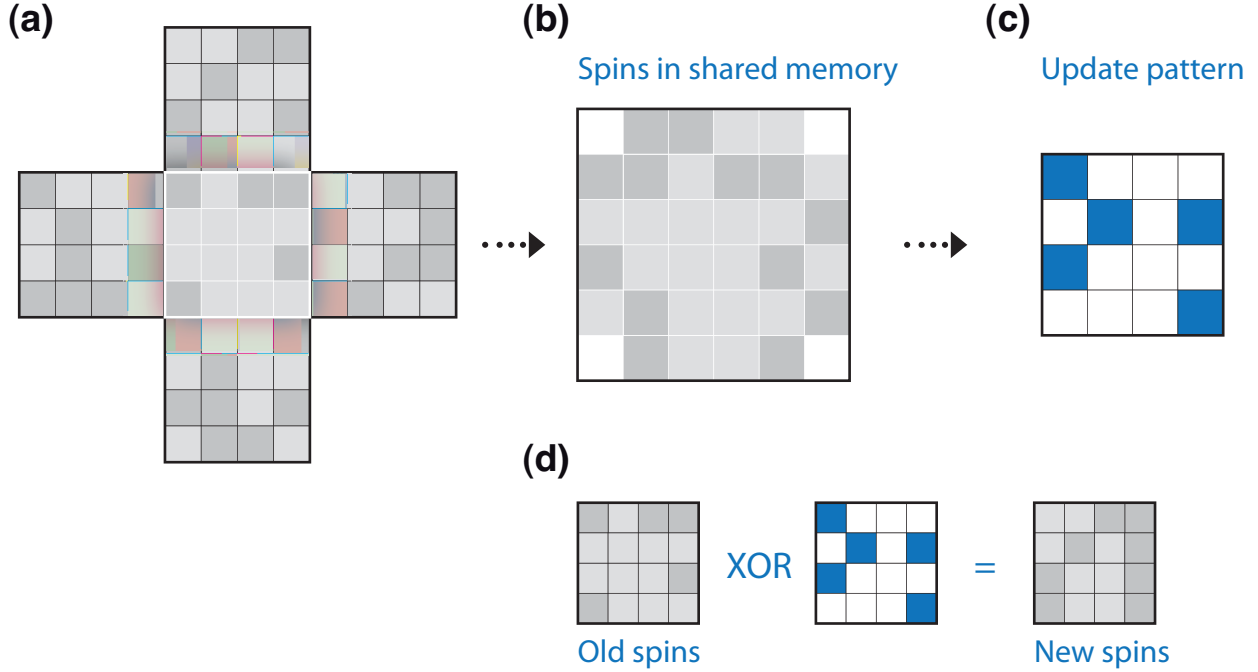 (a)
(b)
Spins in shared memory
(c)
Update pattern
(d)
XOR
=
Old spins
New spins